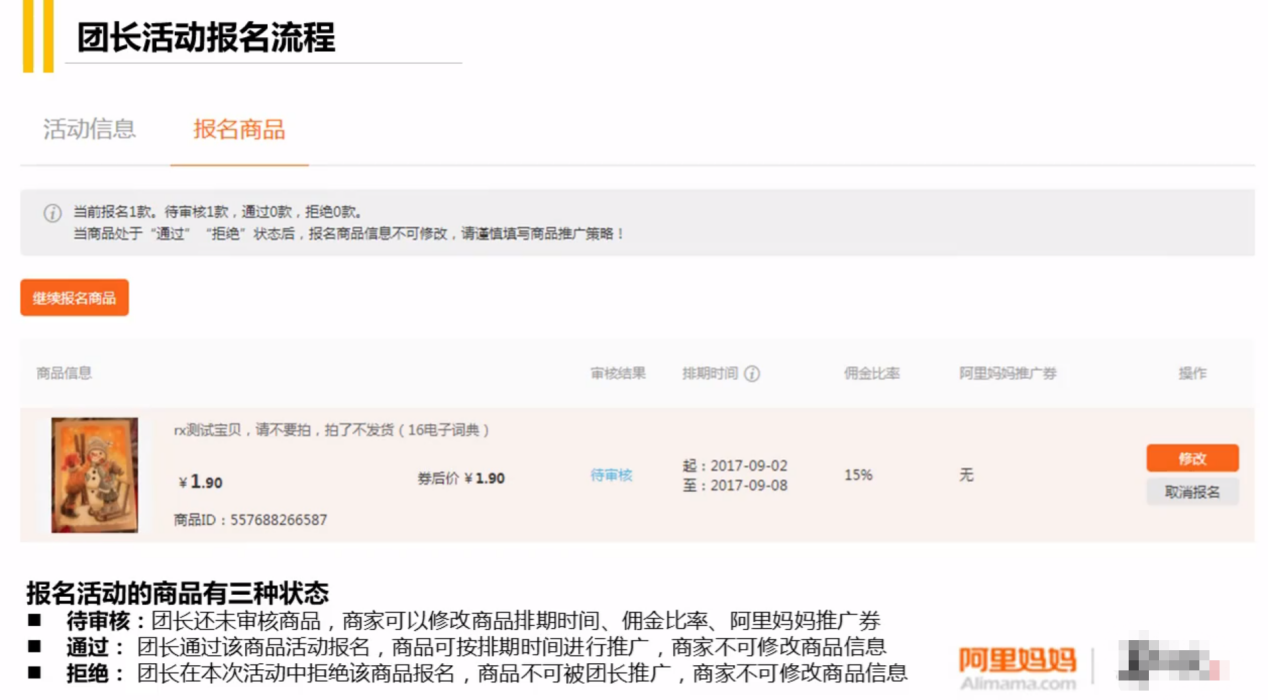 团长活动报名流程
活动信息 报名商品
当前报名1款。待审核1款，通过0款，拒绝0款。
当商品处于“通过”“拒绝”状态后，报名商品信息不可修改，请谨慎填写商品推广策略！
继续报名商品
商品信息 审核结果 排期时间 佣金比率 阿里妈妈推广券 操作
rx测试宝贝，请不要拍，拍了不发货（16电子词典）
¥1.90 券后价 ¥1.90
待审核
起：2017-09-02
至：2017-09-08
15%
无
修改
取消报名
商品ID：557688266587
报名活动的商品有三种状态
■ 待审核：团长还未审核商品，商家可以修改商品排期时间、佣金比率、阿里妈妈推广券
■ 通过：团长通过该商品活动报名，商品可按排期时间进行推广，商家不可修改商品信息
■ 拒绝：团长在本次活动中拒绝该商品报名，商品不可被团长推广，商家不可修改商品信息
阿里妈妈
Alimama.com